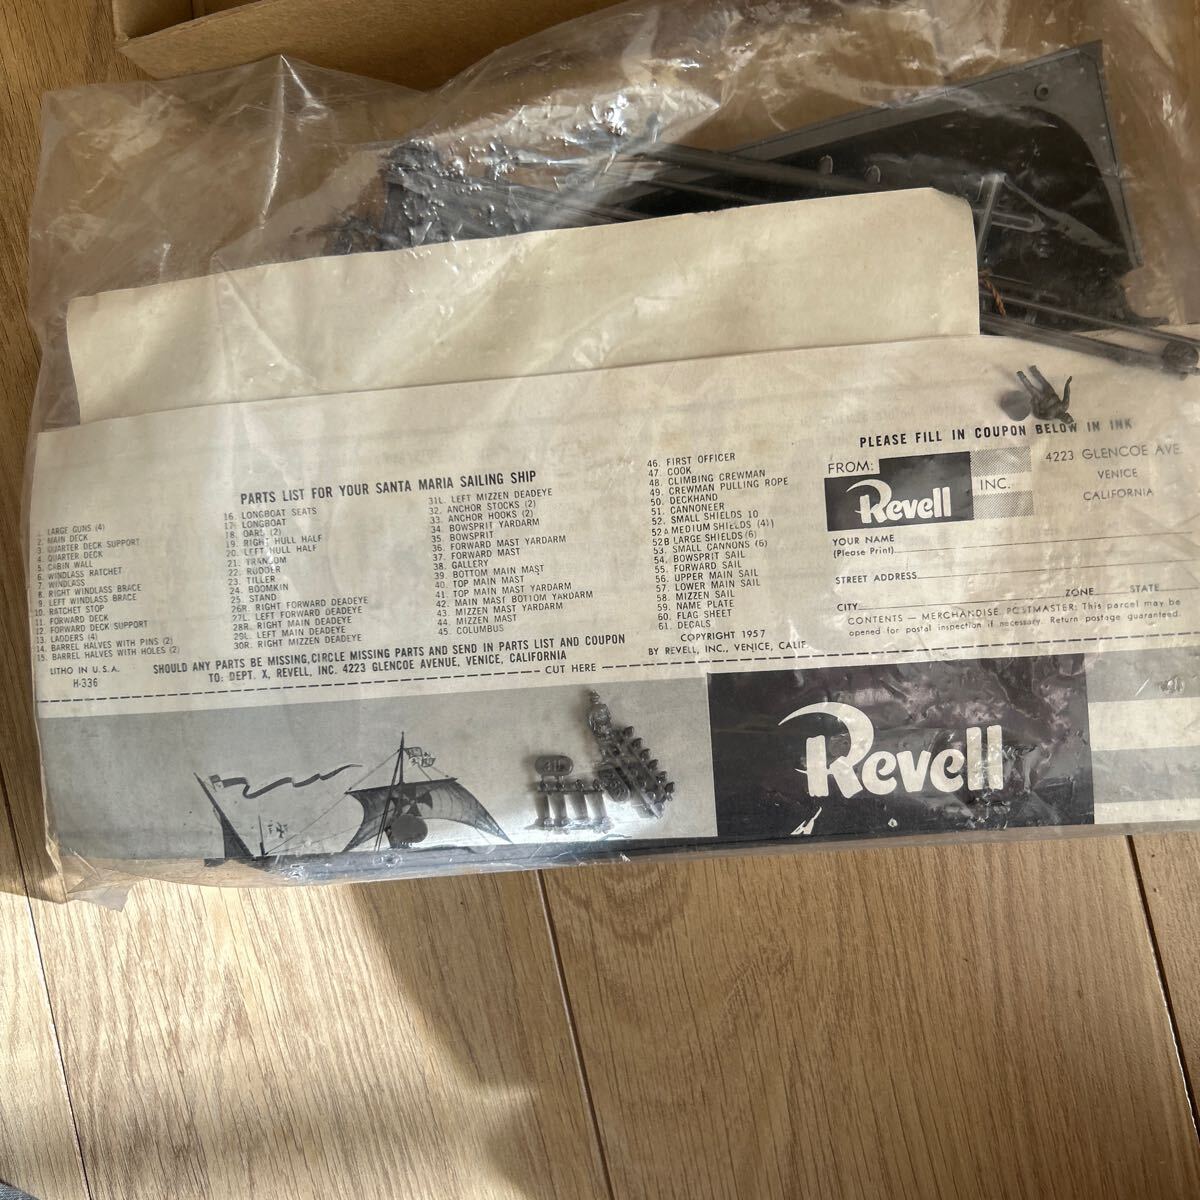 PARTS LIST FOR YOUR SANTA MARIA SAILING SHIP
1. LARGE GUNS (4)
2. MAIN DECK
3. QUARTER DECK SUPPORT
4. QUARTER DECK
5. CABIN WALL
6. WINDLASS RATCHET
7. WINDLASS
8. RIGHT WINDLASS BRACE
9. LEFT WINDLASS BRACE
10. RATCHET STOP
11. FORWARD DECK
12. FORWARD DECK SUPPORT
13. LADDERS (4)
14. BARREL HALVES WITH PINS (2)
15. BARREL HALVES WITH HOLES (2)
16. LONGBOAT SEATS
17. LONGBOAT
18. OARS (2)
19. RIGHT HULL HALF
20. LEFT HULL HALF
21. TRANSOM
22. RUDDER
23. TILLER
24. BOOMKIN
25. STAND
26R. RIGHT FORWARD DEADEYE
27L. LEFT FORWARD DEADEYE
28R. RIGHT MAIN DEADEYE
29L. LEFT MAIN DEADEYE
30R. RIGHT MIZZEN DEADEYE
31L. LEFT MIZZEN DEADEYE
32. ANCHOR STOCKS (2)
33. ANCHOR HOOKS (2)
34. BOWSPRIT YARDARM
35. BOWSPRIT
36. FORWARD MAST YARDARM
37. FORWARD MAST
38. GALLERY
39. BOTTOM MAIN MAST
40. TOP MAIN MAST
41. TOP MAIN MAST YARDARM
42. MAIN MAST BOTTOM YARDARM
43. MIZZEN MAST YARDARM
44. MIZZEN MAST
45. COLUMBUS
46. FIRST OFFICER
47. COOK
48. CLIMBING CREWMAN
49. CREWMAN PULLING ROPE
50. DECKHAND
51. CANNONEER
52. SMALL SHIELDS 10
52A MEDIUM SHIELDS (4)
52B LARGE SHIELDS (6)
53. SMALL CANNONS (6)
54. BOWSPRIT SAIL
55. FORWARD SAIL
56. UPPER MAIN SAIL
57. LOWER MAIN SAIL
58. MIZZEN SAIL
59. NAME PLATE
60. FLAG SHEET
61. DECALS
LITHO IN U.S.A.
H-336
SHOULD ANY PARTS BE MISSING, CIRCLE MISSING PARTS AND SEND IN PARTS LIST AND COUPON
TO: DEPT. X, REVELL, INC. 4223 GLENCOE AVENUE, VENICE, CALIFORNIA
COPYRIGHT 1957
BY REVELL, INC., VENICE, CALIF.
CUT HERE
PLEASE FILL IN COUPON BELOW IN INK
FROM:
Revell
INC.
4223 GLENCOE AVE.
VENICE
CALIFORNIA
YOUR NAME
(Please Print)
STREET ADDRESS
CITY ZONE STATE
CONTENTS — MERCHANDISE. POSTMASTER: This parcel may be
opened for postal inspection if necessary. Return postage guaranteed.
Revell